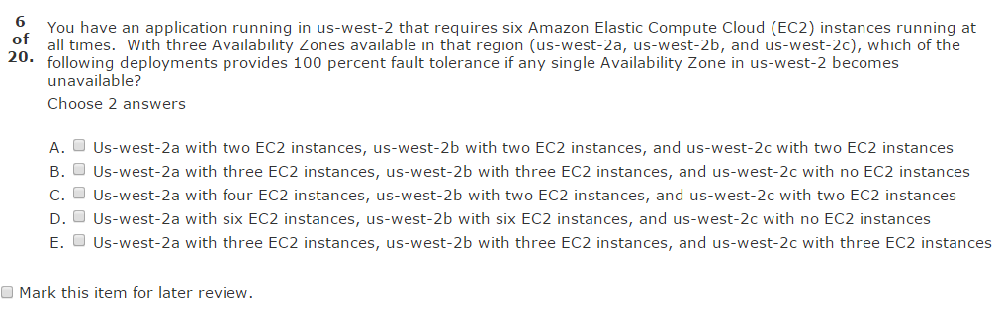 6
of
20.
You have an application running in us-west-2 that requires six Amazon Elastic Compute Cloud (EC2) instances running at
all times.  With three Availability Zones available in that region (us-west-2a, us-west-2b, and us-west-2c), which of the
following deployments provides 100 percent fault tolerance if any single Availability Zone in us-west-2 becomes
unavailable?
Choose 2 answers
A. Us-west-2a with two EC2 instances, us-west-2b with two EC2 instances, and us-west-2c with two EC2 instances
B. Us-west-2a with three EC2 instances, us-west-2b with three EC2 instances, and us-west-2c with no EC2 instances
C. Us-west-2a with four EC2 instances, us-west-2b with two EC2 instances, and us-west-2c with two EC2 instances
D. Us-west-2a with six EC2 instances, us-west-2b with six EC2 instances, and us-west-2c with no EC2 instances
E. Us-west-2a with three EC2 instances, us-west-2b with three EC2 instances, and us-west-2c with three EC2 instances
Mark this item for later review.